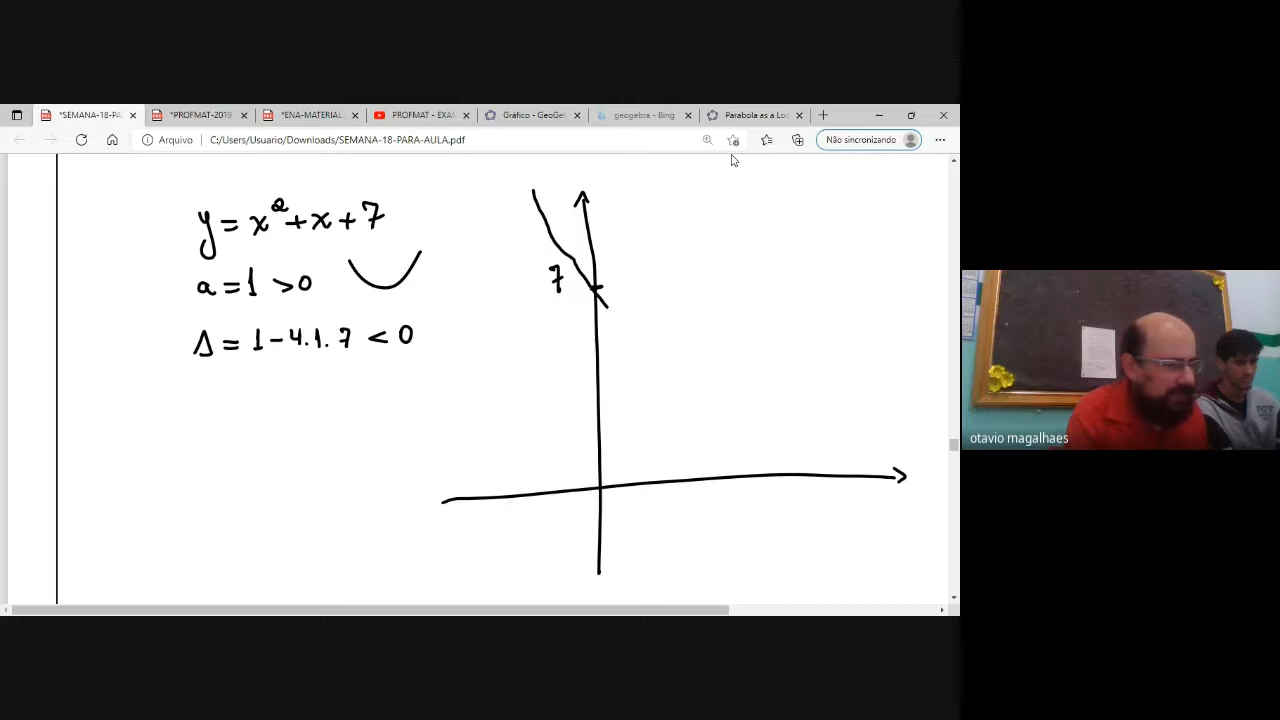 *SEMANA-18-PA
*PROFMAT-2019
*ENA-MATERIAL
PROFMAT - EXA
Gráfico - GeoGe
geogebra - Bing
Parabola as a Lo
Arquivo
C:/Users/Usuario/Downloads/SEMANA-18-PARA-AULA.pdf
Não sincronizando
y = x² + x + 7
a = 1 > 0
Δ = 1 - 4.1.7 < 0
7
otavio magalhaes